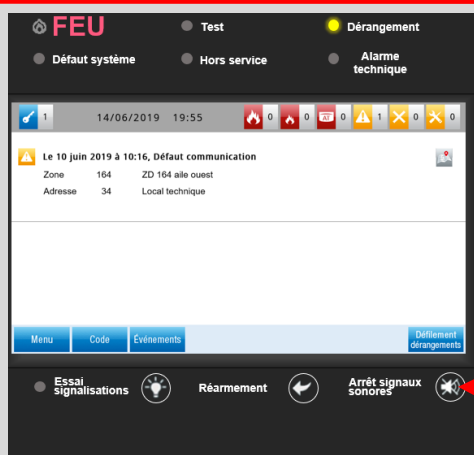 FEU
Test
Dérangement
Défaut système
Hors service
Alarme
technique
1 14/06/2019 19:55 0 0 AT 0 1 0 0
Le 10 juin 2019 à 10:16, Défaut communication
Zone 164 ZD 164 aile ouest
Adresse 34 Local technique
Menu Code Événements Défilement
dérangements
Essai
signalisations
Réarmement
Arrêt signaux
sonores